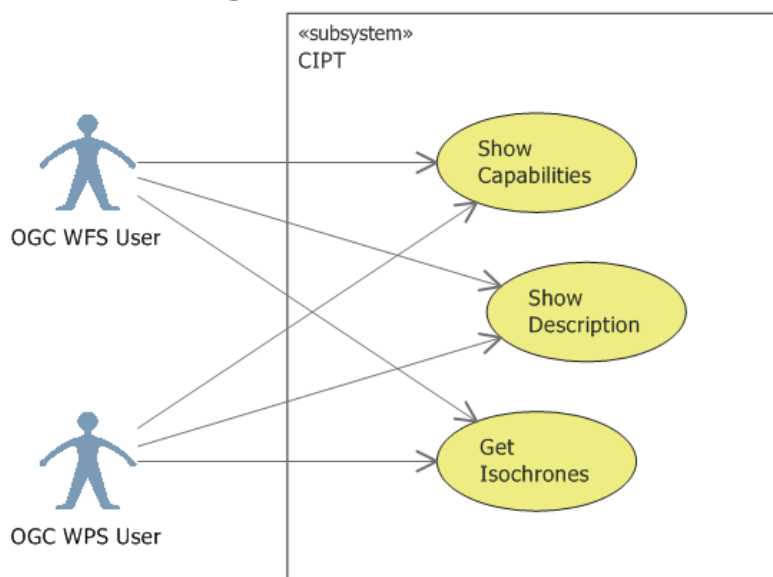 «subsystem»
CIPT
Show
Capabilities
OGC WFS User
Show
Description
Get
Isochrones
OGC WPS User